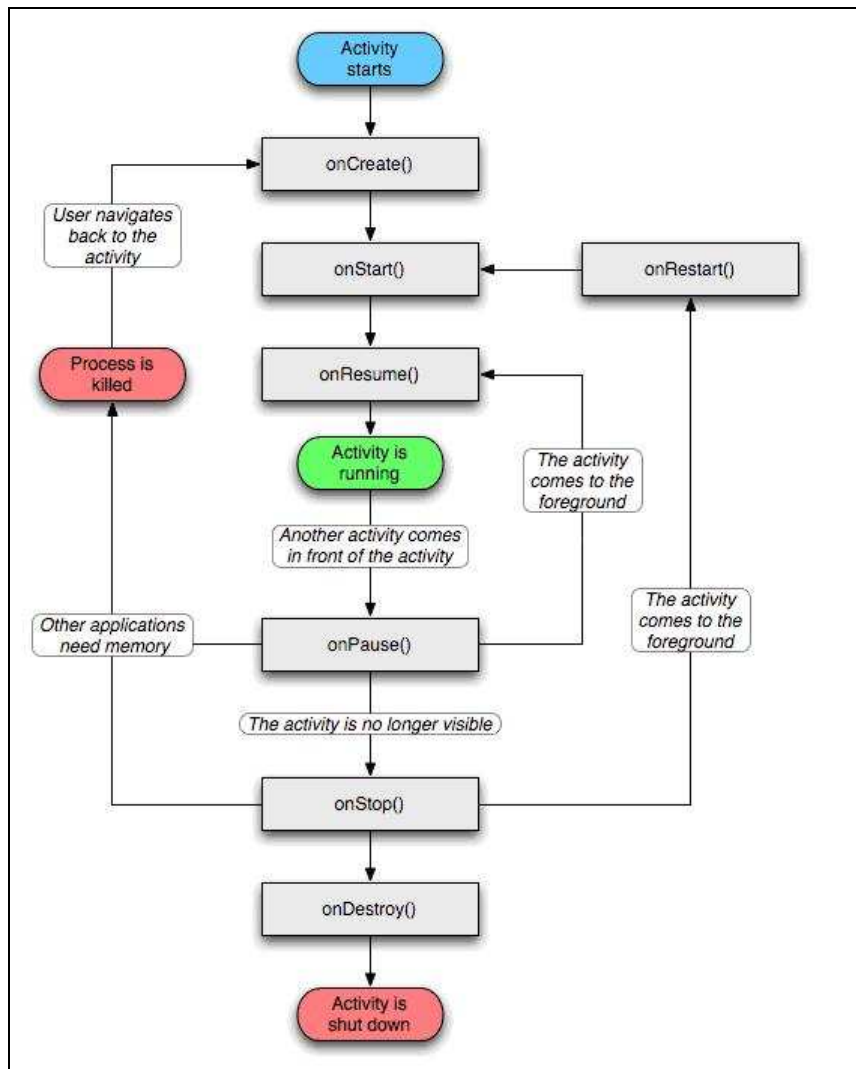 Activity
starts
onCreate()
User navigates
back to the
activity
onStart()
onRestart()
Process is
killed
onResume()
Activity is
running
The activity
comes to the
foreground
Another activity comes
in front of the activity
The activity
comes to the
foreground
Other applications
need memory
onPause()
The activity is no longer visible
onStop()
onDestroy()
Activity is
shut down